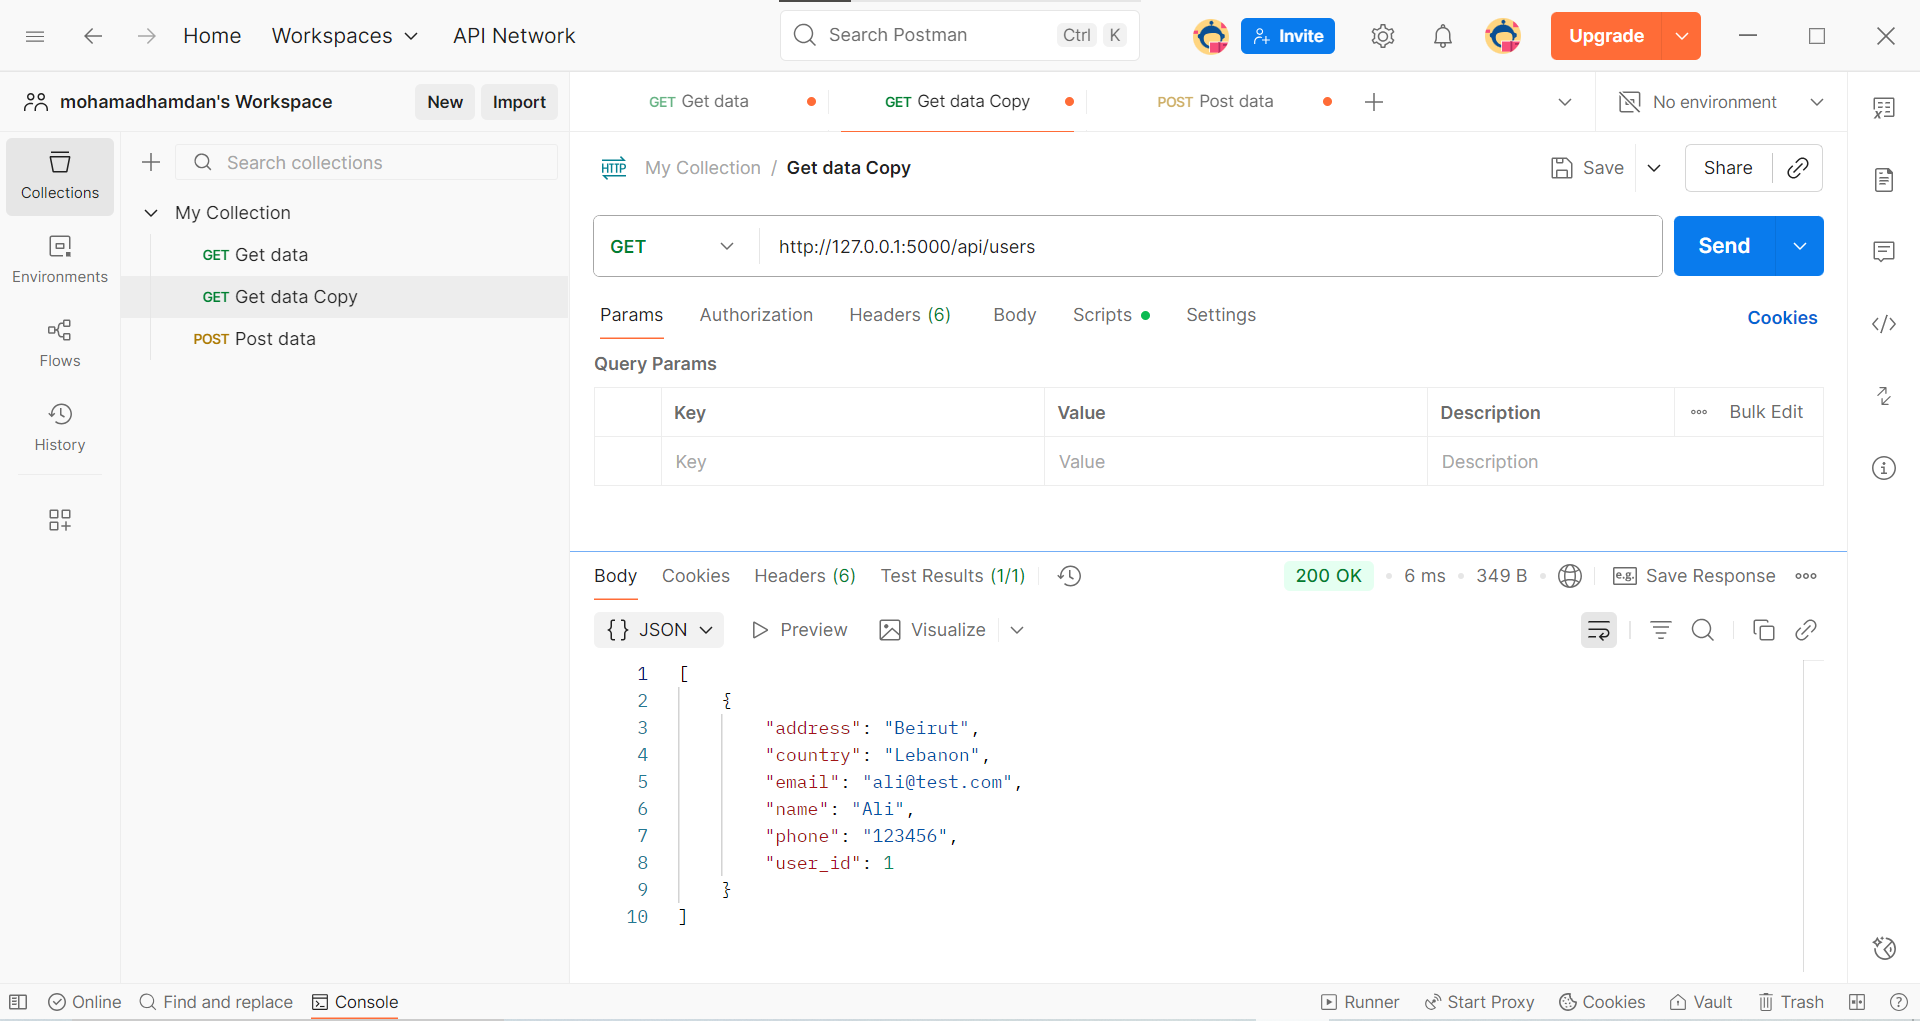 Home Workspaces API Network Search Postman Ctrl K Invite Upgrade
mohamadhamdan's Workspace New Import GET Get data GET Get data Copy POST Post data No environment
Collections
Environments
Flows
History
Search collections
My Collection
GET Get data
GET Get data Copy
POST Post data
HTTP My Collection / Get data Copy Save Share
GET http://127.0.0.1:5000/api/users Send
Params Authorization Headers (6) Body Scripts Settings Cookies
Query Params
Key Value Description Bulk Edit
Key Value Description
Body Cookies Headers (6) Test Results (1/1) 200 OK 6 ms 349 B e.g. Save Response
{} JSON Preview Visualize
1 [
2 {
3 "address": "Beirut",
4 "country": "Lebanon",
5 "email": "ali@test.com",
6 "name": "Ali",
7 "phone": "123456",
8 "user_id": 1
9 }
10 ]
Online Find and replace Console Runner Start Proxy Cookies Vault Trash